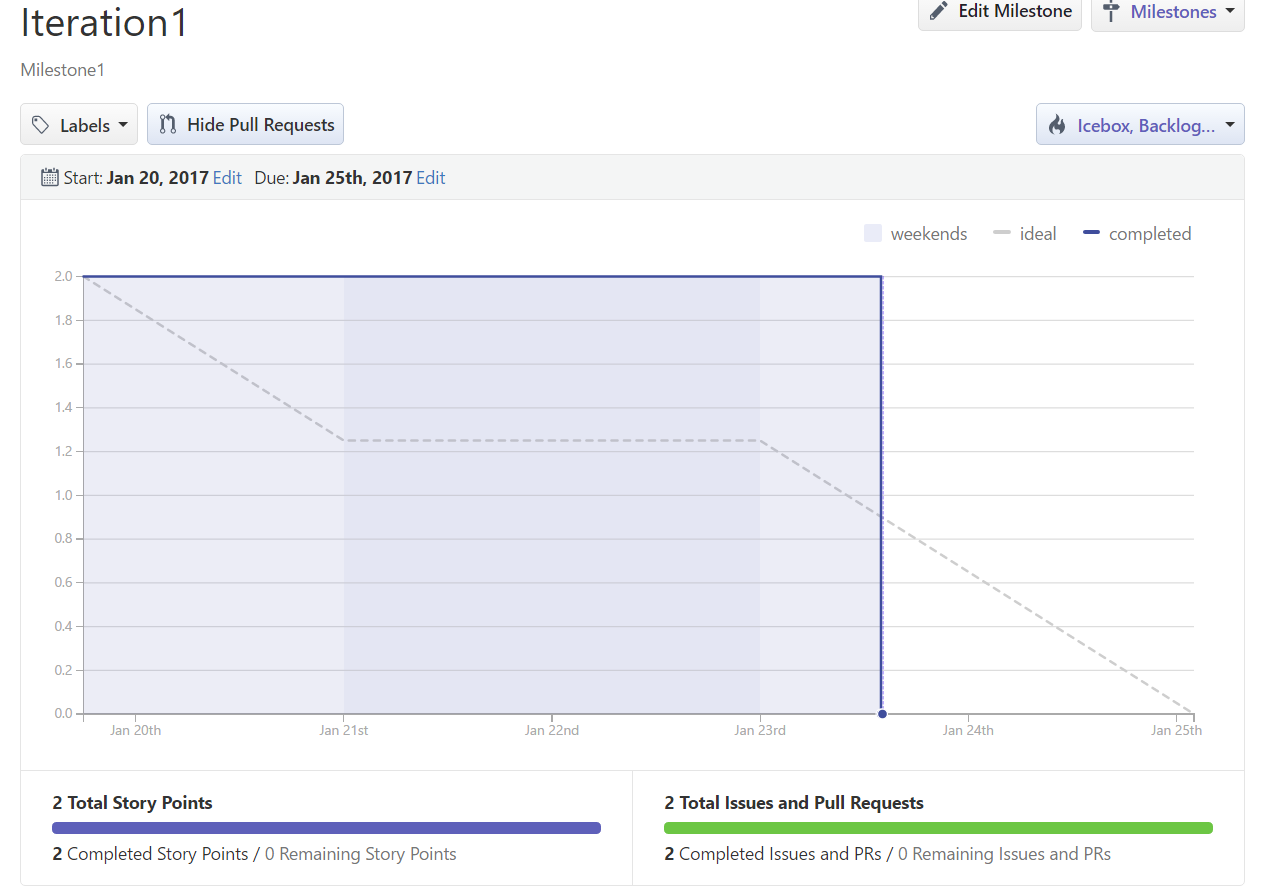 Iteration1
Edit Milestone
Milestones
Milestone1
Labels
Hide Pull Requests
Icebox, Backlog...
Start: Jan 20, 2017 Edit Due: Jan 25th, 2017 Edit
weekends
ideal
completed
2.0
1.8
1.6
1.4
1.2
1.0
0.8
0.6
0.4
0.2
0.0
Jan 20th
Jan 21st
Jan 22nd
Jan 23rd
Jan 24th
Jan 25th
2 Total Story Points
2 Completed Story Points / 0 Remaining Story Points
2 Total Issues and Pull Requests
2 Completed Issues and PRs / 0 Remaining Issues and PRs